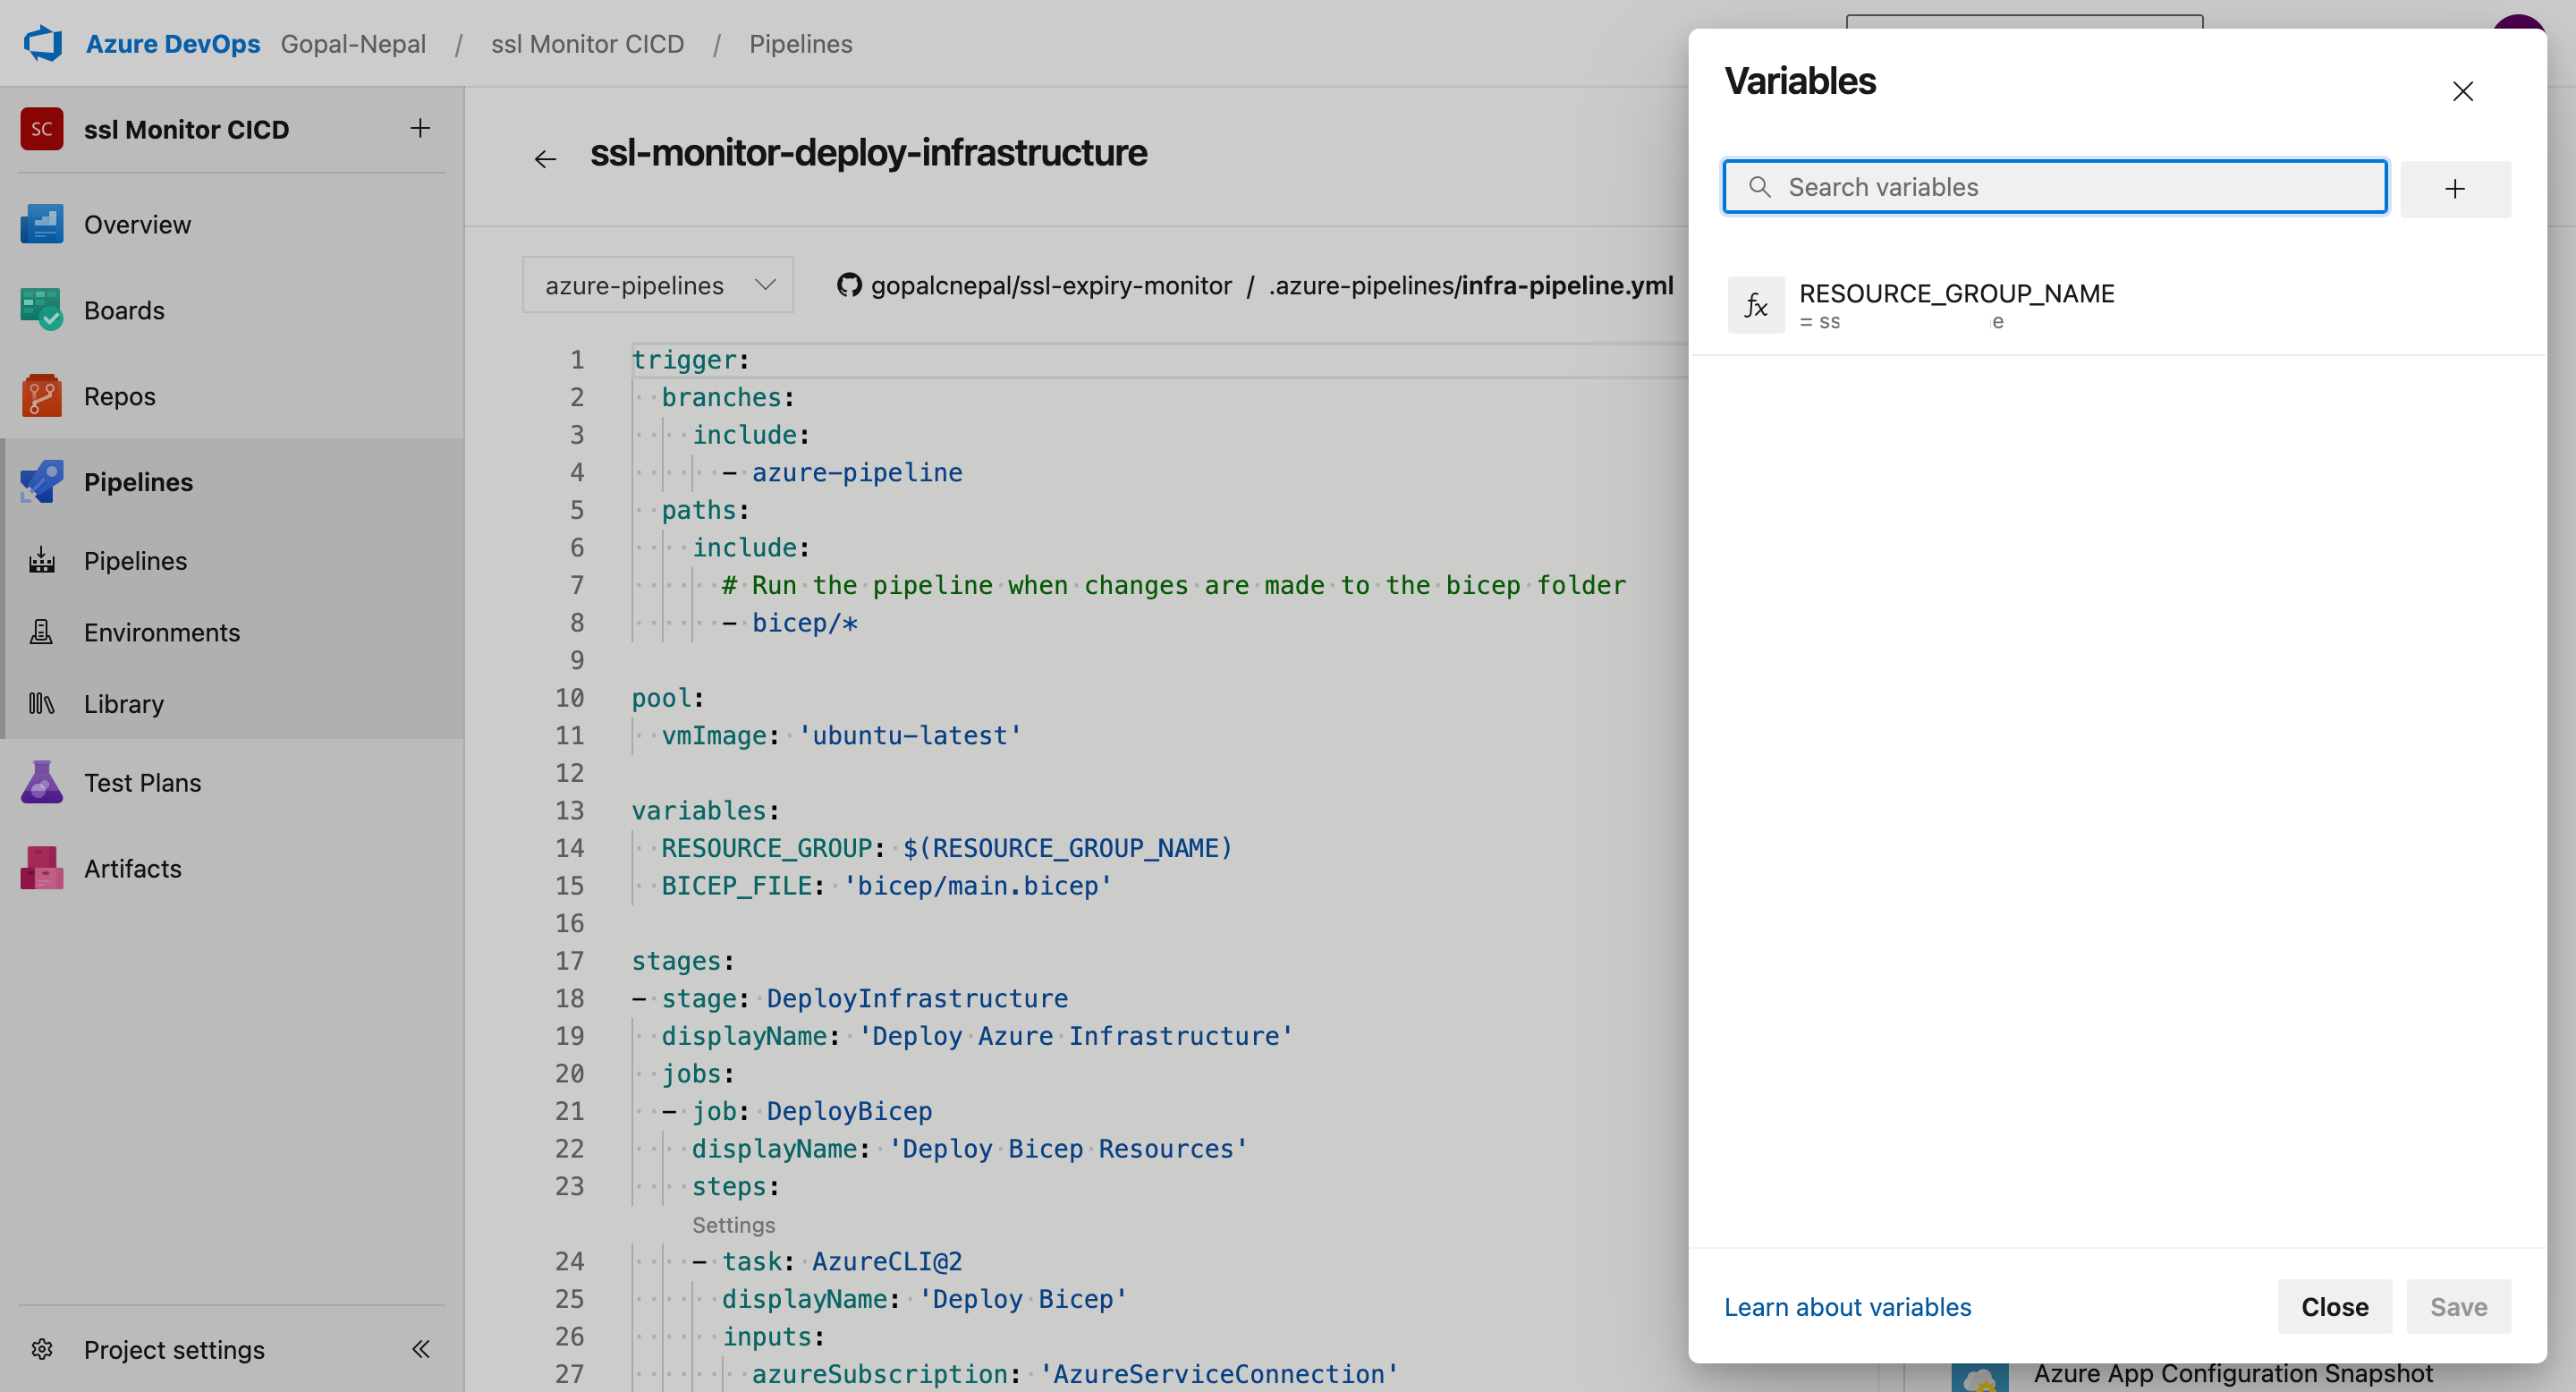 Azure DevOps Gopal-Nepal / ssl Monitor CICD / Pipelines
SC ssl Monitor CICD +
Overview
Boards
Repos
Pipelines
Pipelines
Environments
Library
Test Plans
Artifacts
Project settings
ssl-monitor-deploy-infrastructure
azure-pipelines gopalcnepal/ssl-expiry-monitor / .azure-pipelines/infra-pipeline.yml
1 trigger:
2 branches:
3 include:
4 - azure-pipeline
5 paths:
6 include:
7 # Run the pipeline when changes are made to the bicep folder
8 - bicep/*
9
10 pool:
11 vmImage: 'ubuntu-latest'
12
13 variables:
14 RESOURCE_GROUP: $(RESOURCE_GROUP_NAME)
15 BICEP_FILE: 'bicep/main.bicep'
16
17 stages:
18 - stage: DeployInfrastructure
19 displayName: 'Deploy Azure Infrastructure'
20 jobs:
21 - job: DeployBicep
22 displayName: 'Deploy Bicep Resources'
23 steps:
Settings
24 - task: AzureCLI@2
25 displayName: 'Deploy Bicep'
26 inputs:
27 azureSubscription: 'AzureServiceConnection'
Variables
Search variables
+
fx RESOURCE_GROUP_NAME
= ss e
Learn about variables Close Save
Azure App Configuration Snapshot